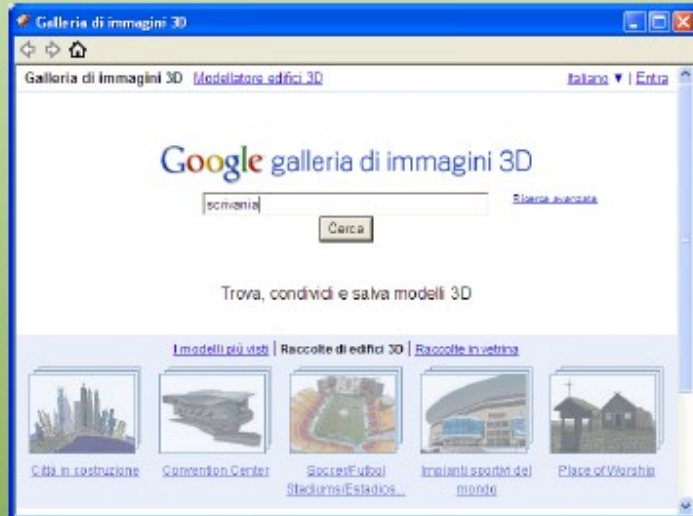 Galleria di immagini 3D
Galleria di immagini 3D Modellatore edifici 3D Italiano ▼ | Entra
Google galleria di immagini 3D
scrivania Ricerca avanzata
Cerca
Trova, condividi e salva modelli 3D
I modelli più visti | Raccolte di edifici 3D | Raccolte in vetrina
Città in costruzione Convention Center Soccer/Futbol Stadiums/Estadios... Impianti sportivi del mondo Place of Worship